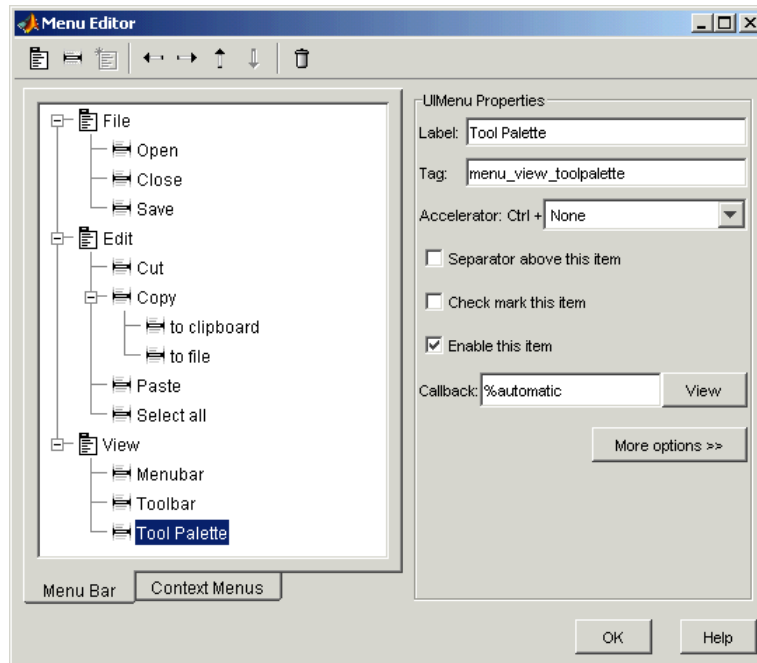 Menu Editor
File
Open
Close
Save
Edit
Cut
Copy
to clipboard
to file
Paste
Select all
View
Menubar
Toolbar
Tool Palette
Menu Bar
Context Menus
UIMenu Properties
Label: Tool Palette
Tag: menu_view_toolpalette
Accelerator: Ctrl + None
Separator above this item
Check mark this item
Enable this item
Callback: %automatic View
More options >>
OK Help